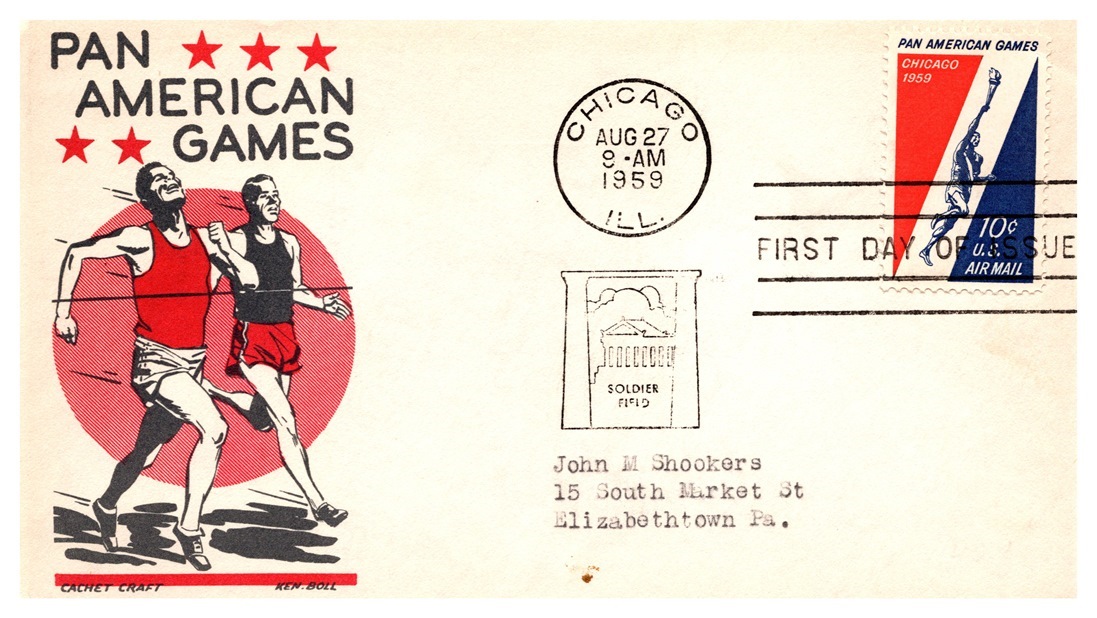 PAN
AMERICAN
GAMES
CACHET CRAFT
KEN. BOLL
CHICAGO
AUG 27
9 - AM
1959
ILL.
SOLDIER
FIELD
PAN AMERICAN GAMES
CHICAGO
1959
10¢
U.S.
AIR MAIL
FIRST DAY OF ISSUE
John M Shookers
15 South Market St
Elizabethtown Pa.